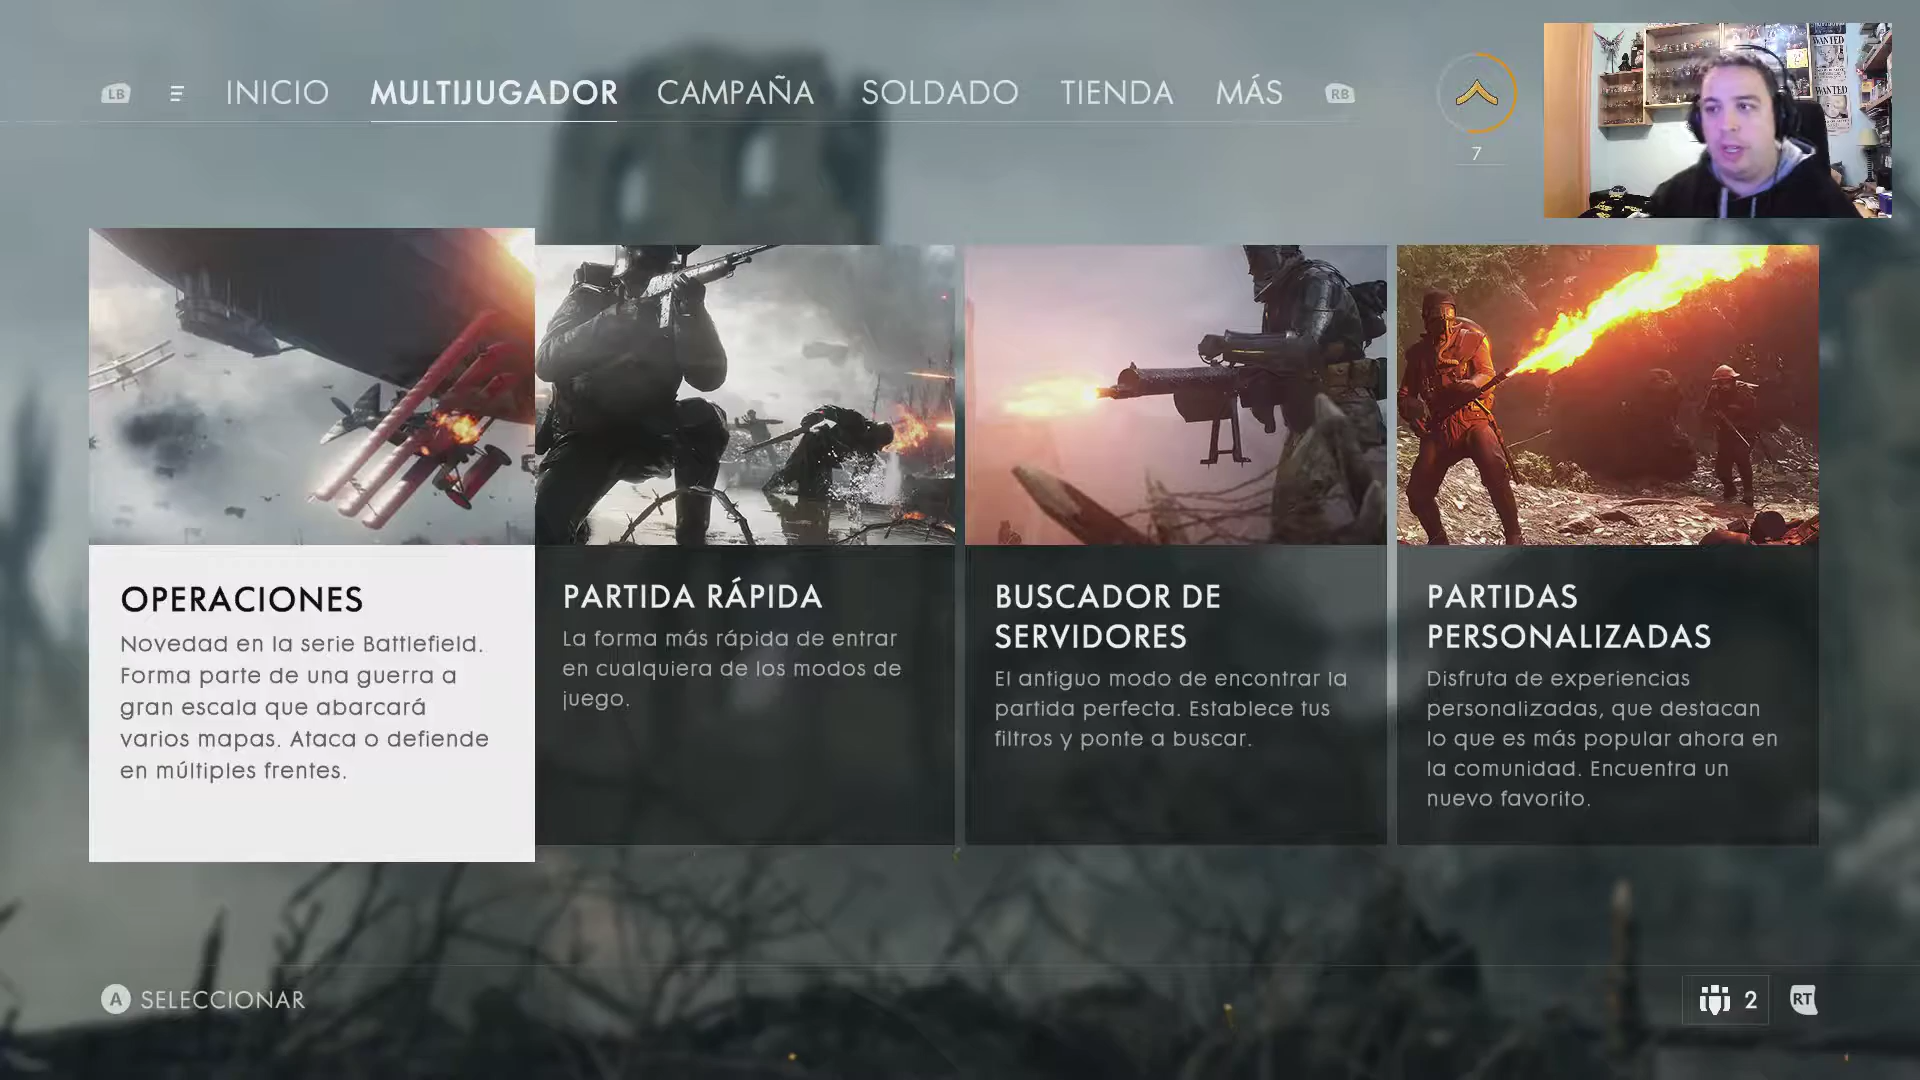 LB INICIO MULTIJUGADOR CAMPAÑA SOLDADO TIENDA MÁS RB
7
WANTED
WANTED
OPERACIONES
Novedad en la serie Battlefield.
Forma parte de una guerra a
gran escala que abarcará
varios mapas. Ataca o defiende
en múltiples frentes.
PARTIDA RÁPIDA
La forma más rápida de entrar
en cualquiera de los modos de
juego.
BUSCADOR DE
SERVIDORES
El antiguo modo de encontrar la
partida perfecta. Establece tus
filtros y ponte a buscar.
PARTIDAS
PERSONALIZADAS
Disfruta de experiencias
personalizadas, que destacan
lo que es más popular ahora en
la comunidad. Encuentra un
nuevo favorito.
A SELECCIONAR
2 RT